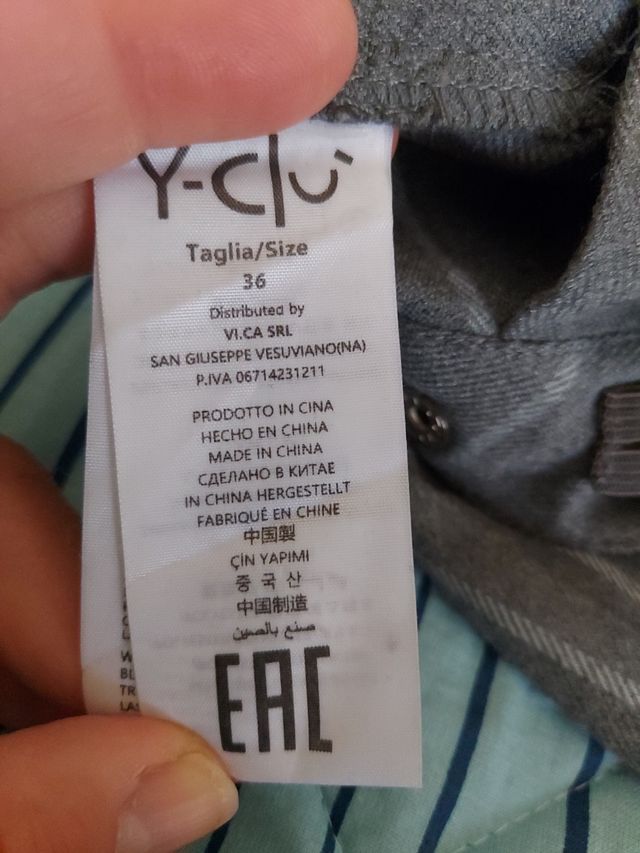 Y-Clù
Taglia/Size
36
Distributed by
VI.CA SRL
SAN GIUSEPPE VESUVIANO(NA)
P.IVA 06714231211
PRODOTTO IN CINA
HECHO EN CHINA
MADE IN CHINA
СДЕЛАНО В КИТАЕ
IN CHINA HERGESTELLT
FABRIQUÉ EN CHINE
中国製
ÇİN YAPIMI
중 국 산
中国制造
صنع بالصين
EAC